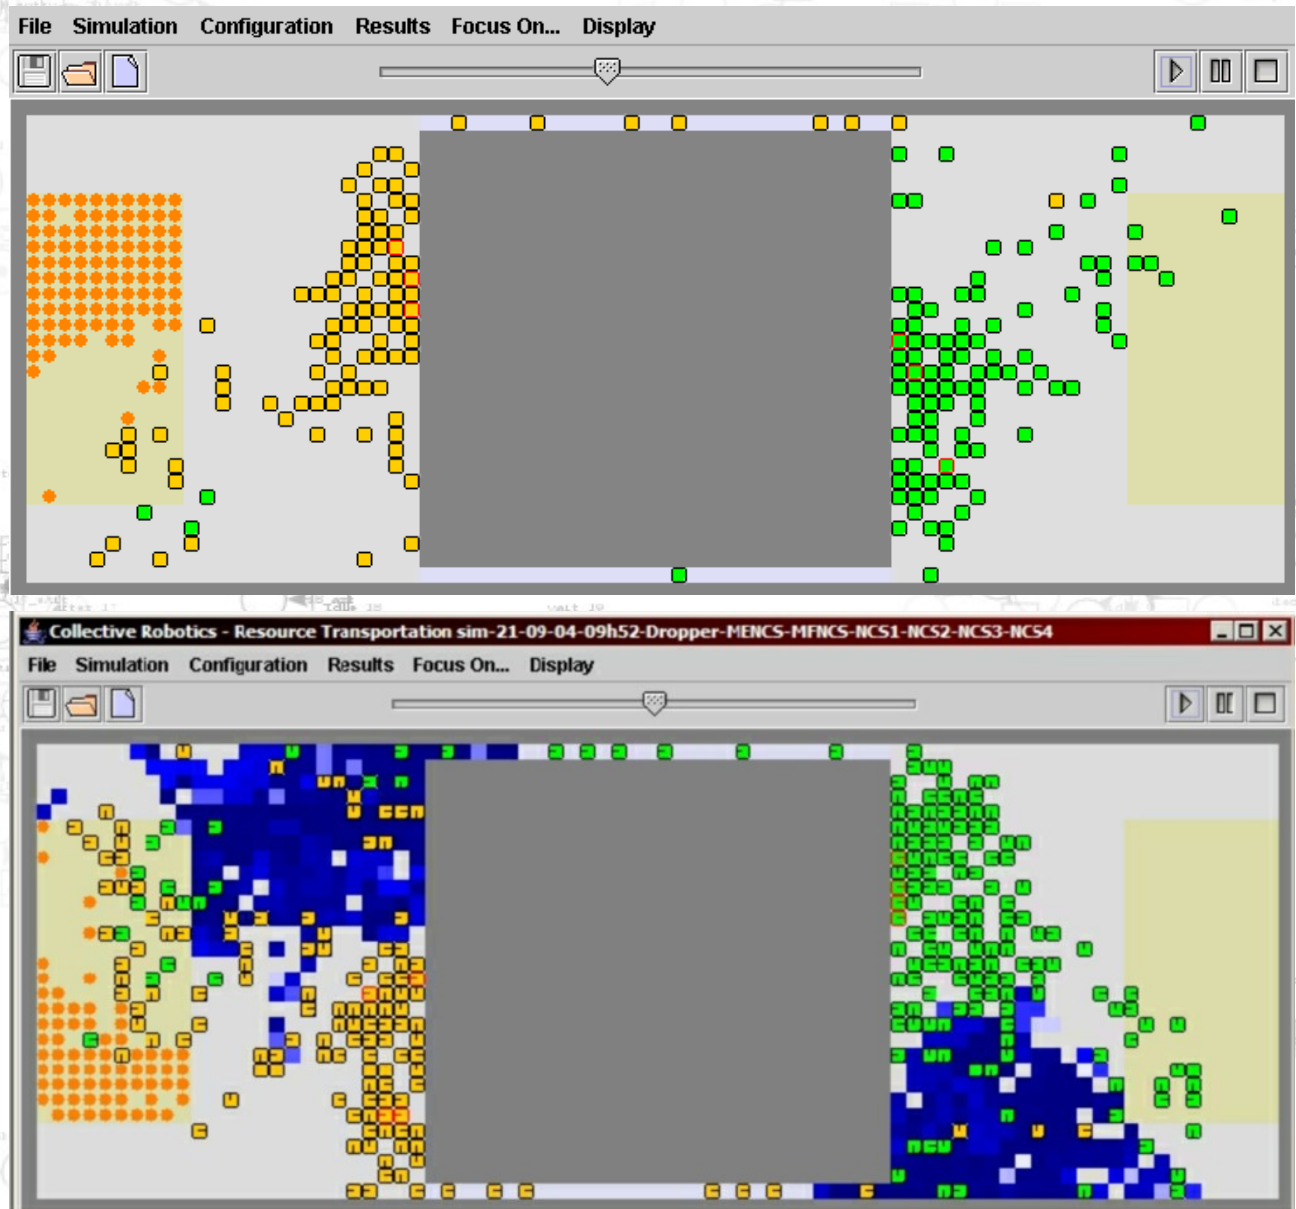 File Simulation Configuration Results Focus On... Display
Collective Robotics - Resource Transportation sim-21-09-04-09h52-Dropper-MENCS-MFNCS-NCS1-NCS2-NCS3-NCS4
File Simulation Configuration Results Focus On... Display